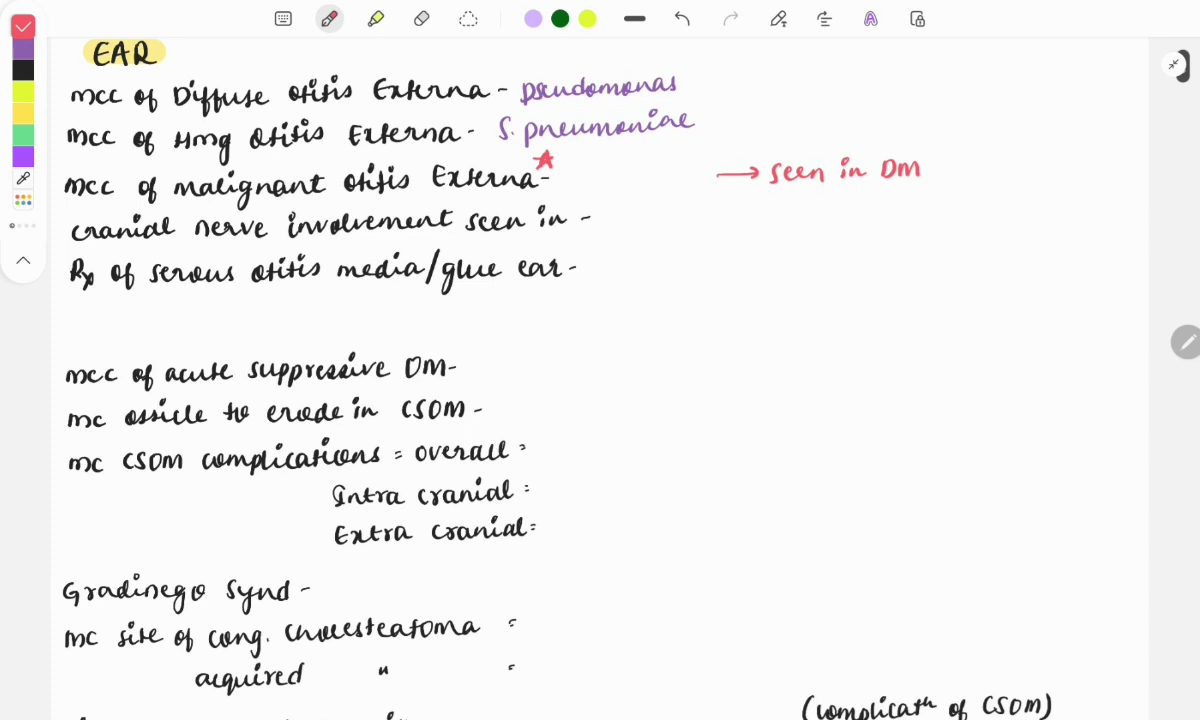 EAR
mcc of Diffuse otitis Externa - pseudomonas
mcc of Hmg Otitis Externa - S. pneumoniae
mcc of malignant otitis Externa - → seen in DM
cranial nerve involvement seen in -
Rx of serous otitis media/glue ear -
mcc of acute suppressive OM-
mc ossicle to erode in CSOM -
mc CSOM complications = overall =
Intra cranial =
Extra cranial =
Gradinego Synd -
mc site of cong. cholesteatoma =
acquired " =
(complicatn of CSOM)